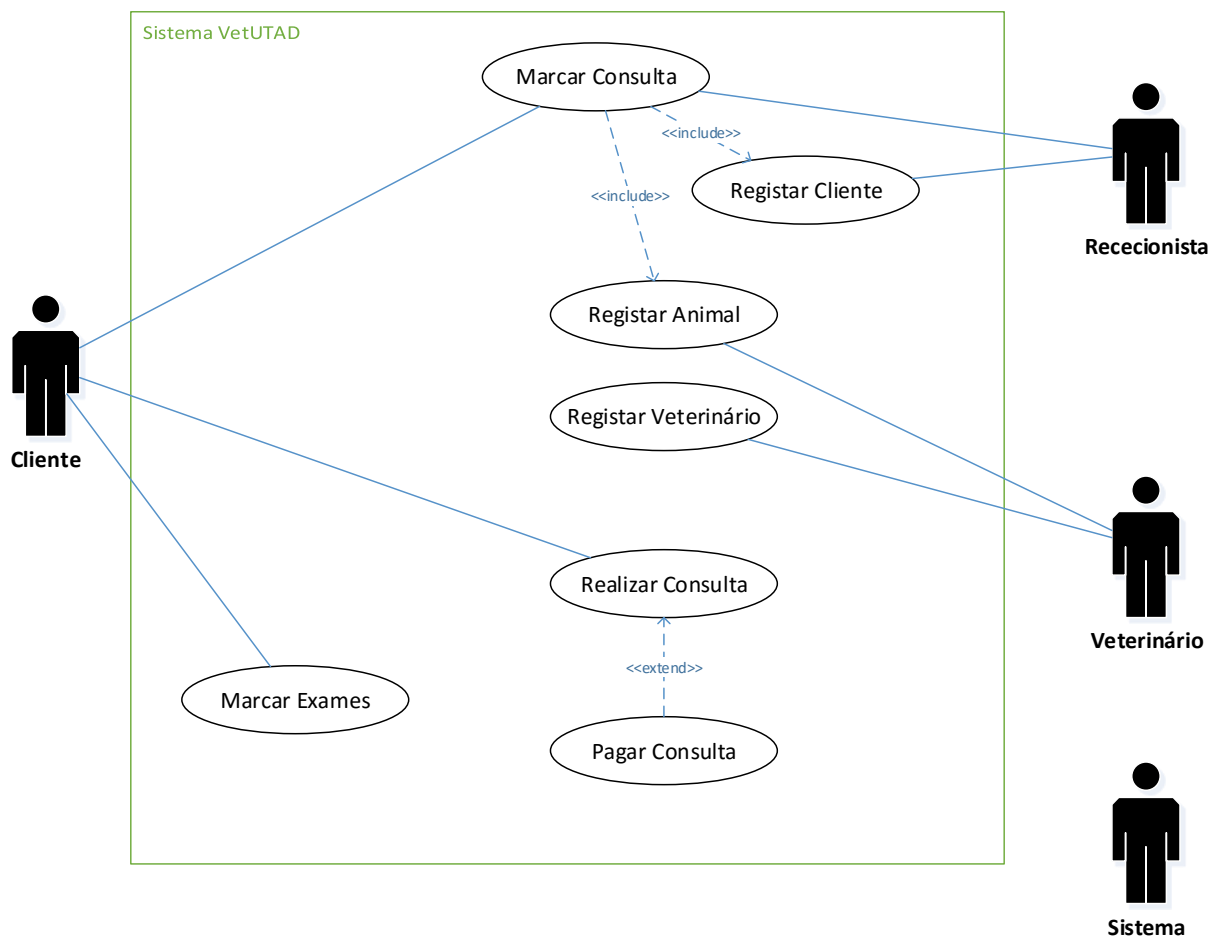 Sistema VetUTAD
Marcar Consulta
<<include>>
Registar Cliente
<<include>>
Rececionista
Registar Animal
Registar Veterinário
Cliente
Realizar Consulta
Veterinário
<<extend>>
Marcar Exames
Pagar Consulta
Sistema